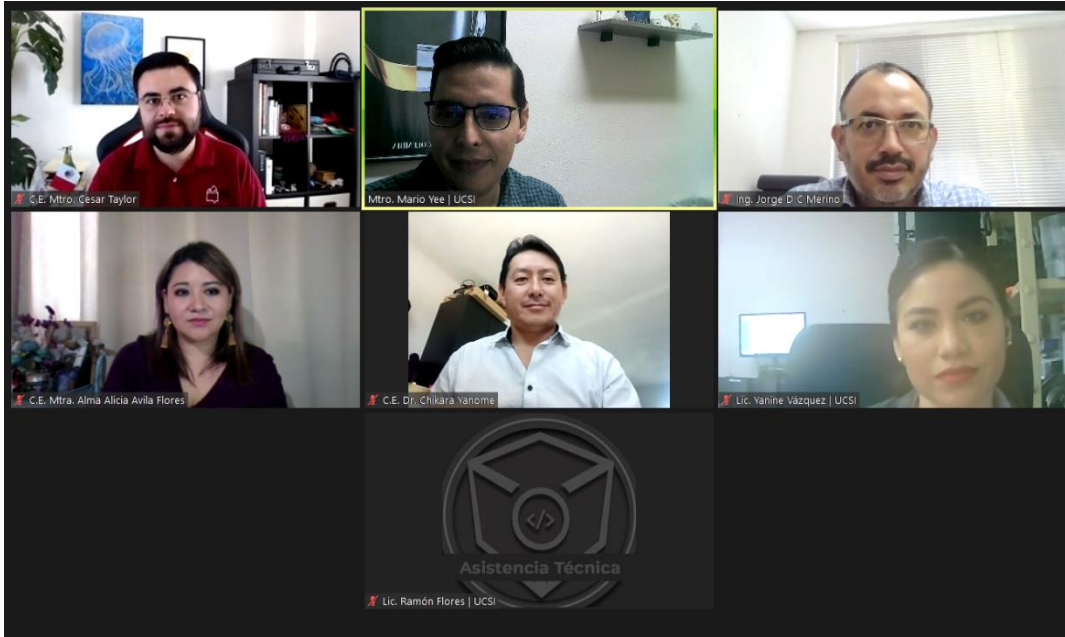 C.E. Mtro. Cesar Taylor
Mtro. Mario Yee | UCSI
Ing. Jorge D C Merino
C.E. Mtra. Alma Alicia Avila Flores
C.E. Dr. Chikara Yanome
Lic. Yanine Vázquez | UCSI
</>
Asistencia Técnica
Lic. Ramón Flores | UCSI